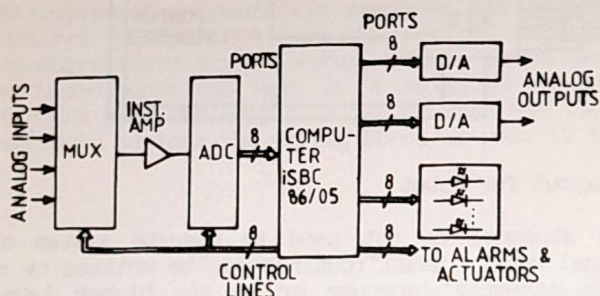 PORTS
8
D/A
ANALOG
OUTPUTS
8
D/A
PORTS
ANALOG INPUTS
MUX
INST.
AMP
ADC
8
COMPU-
TER
iSBC
86/05
8
8
CONTROL
LINES
8
TO ALARMS &
ACTUATORS